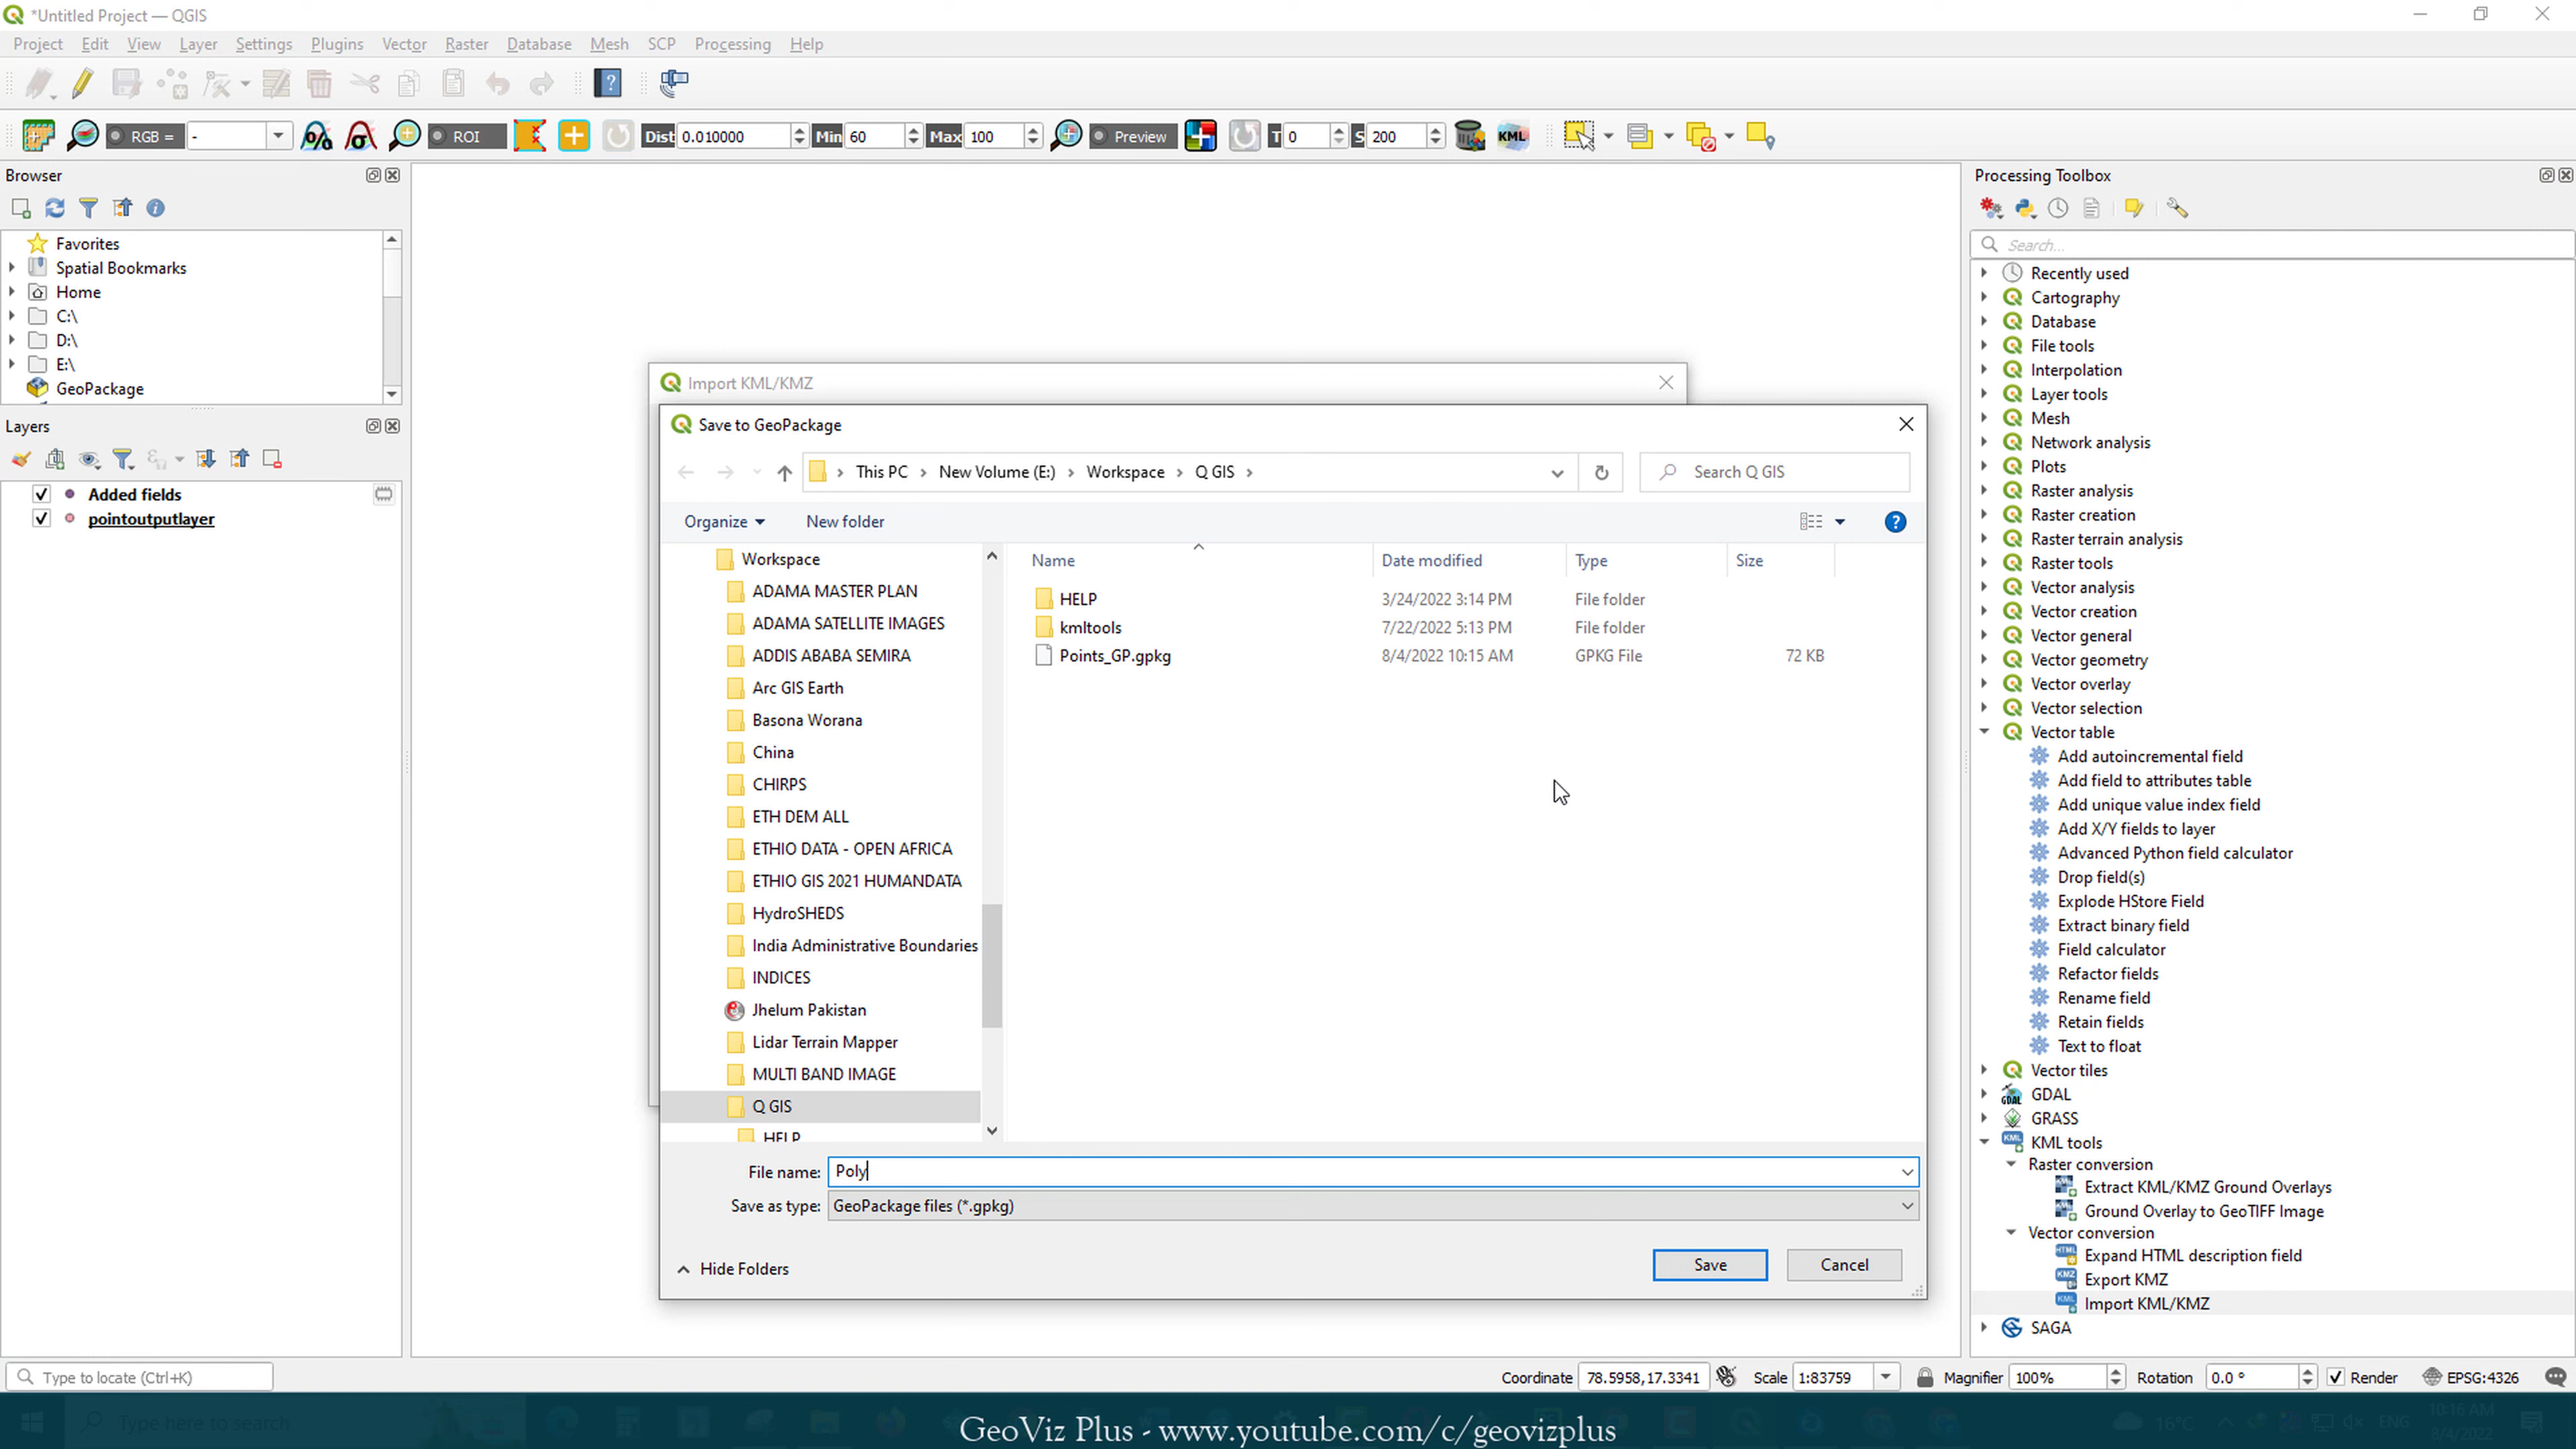 *Untitled Project — QGIS
Project Edit View Layer Settings Plugins Vector Raster Database Mesh SCP Processing Help
RGB = - ROI Dist 0.010000 Min 60 Max 100 Preview T 0 S 200 KML
Browser
Favorites
Spatial Bookmarks
Home
C:\
D:\
E:\
GeoPackage
Layers
Added fields
pointoutputlayer
Import KML/KMZ
Save to GeoPackage
This PC New Volume (E:) Workspace Q GIS
Search Q GIS
Organize New folder
Workspace
ADAMA MASTER PLAN
ADAMA SATELLITE IMAGES
ADDIS ABABA SEMIRA
Arc GIS Earth
Basona Worana
China
CHIRPS
ETH DEM ALL
ETHIO DATA - OPEN AFRICA
ETHIO GIS 2021 HUMANDATA
HydroSHEDS
India Administrative Boundaries
INDICES
Jhelum Pakistan
Lidar Terrain Mapper
MULTI BAND IMAGE
Q GIS
HELP
Name Date modified Type Size
HELP 3/24/2022 3:14 PM File folder
kmltools 7/22/2022 5:13 PM File folder
Points_GP.gpkg 8/4/2022 10:15 AM GPKG File 72 KB
File name: Poly
Save as type: GeoPackage files (*.gpkg)
Hide Folders
Save Cancel
Processing Toolbox
Search...
Recently used
Cartography
Database
File tools
Interpolation
Layer tools
Mesh
Network analysis
Plots
Raster analysis
Raster creation
Raster terrain analysis
Raster tools
Vector analysis
Vector creation
Vector general
Vector geometry
Vector overlay
Vector selection
Vector table
Add autoincremental field
Add field to attributes table
Add unique value index field
Add X/Y fields to layer
Advanced Python field calculator
Drop field(s)
Explode HStore Field
Extract binary field
Field calculator
Refactor fields
Rename field
Retain fields
Text to float
Vector tiles
GDAL
GRASS
KML tools
Raster conversion
Extract KML/KMZ Ground Overlays
Ground Overlay to GeoTIFF Image
Vector conversion
Expand HTML description field
Export KMZ
Import KML/KMZ
SAGA
Type to locate (Ctrl+K)
Coordinate 78.5958,17.3341 Scale 1:83759 Magnifier 100% Rotation 0.0 ° Render EPSG:4326
Type here to search
GeoViz Plus - www.youtube.com/c/geovizplus
16°C ENG
10:16 AM
8/4/2022